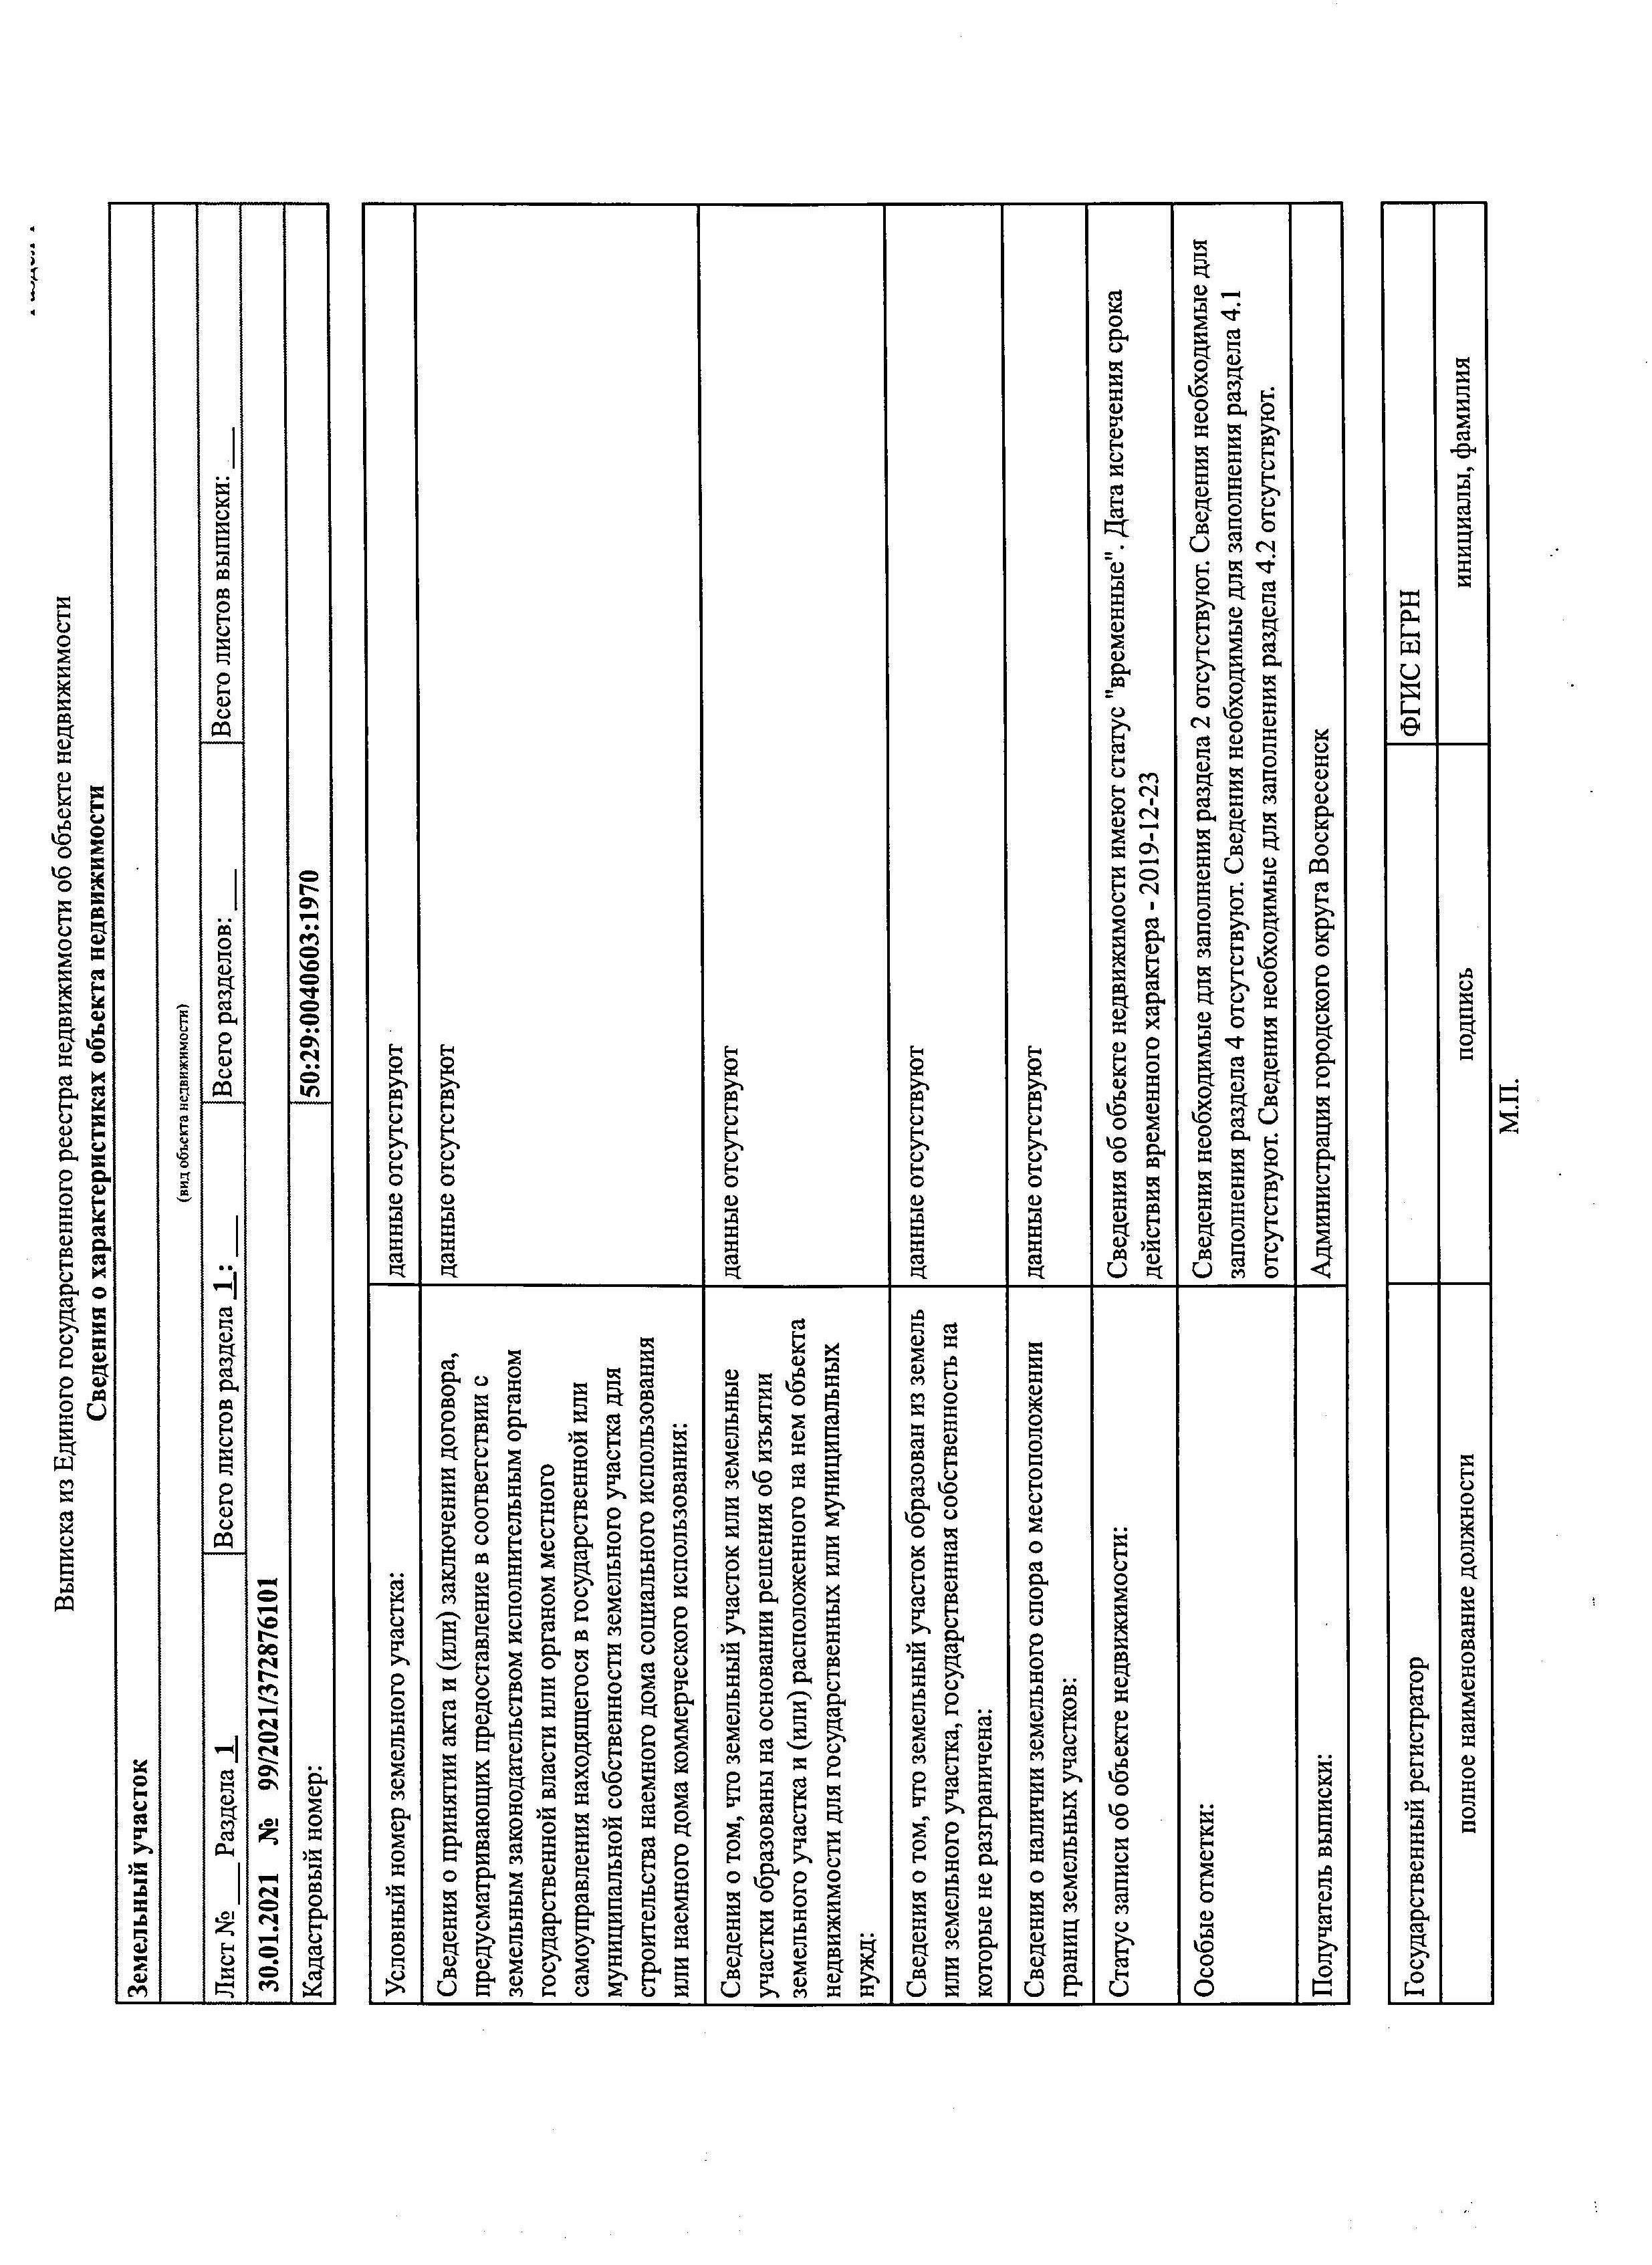 Выписка из Единого государственного реестра недвижимости об объекте недвижимости
Сведения о характеристиках объекта недвижимости
Земельный участок
(вид объекта недвижимости)
Лист № ___ Раздела 1
Всего листов раздела 1: ___
Всего разделов: ___
Всего листов выписки: ___
30.01.2021 № 99/2021/372876101
Кадастровый номер:
50:29:0040603:1970
Условный номер земельного участка:
данные отсутствуют
Сведения о принятии акта и (или) заключении договора,
предусматривающих предоставление в соответствии с
земельным законодательством исполнительным органом
государственной власти или органом местного
самоуправления находящегося в государственной или
муниципальной собственности земельного участка для
строительства наемного дома социального использования
или наемного дома коммерческого использования:
данные отсутствуют
Сведения о том, что земельный участок или земельные
участки образованы на основании решения об изъятии
земельного участка и (или) расположенного на нем объекта
недвижимости для государственных или муниципальных
нужд:
данные отсутствуют
Сведения о том, что земельный участок образован из земель
или земельного участка, государственная собственность на
которые не разграничена:
данные отсутствуют
Сведения о наличии земельного спора о местоположении
границ земельных участков:
данные отсутствуют
Статус записи об объекте недвижимости:
Сведения об объекте недвижимости имеют статус "временные". Дата истечения срока
действия временного характера - 2019-12-23
Особые отметки:
Сведения необходимые для заполнения раздела 2 отсутствуют. Сведения необходимые для
заполнения раздела 4 отсутствуют. Сведения необходимые для заполнения раздела 4.1
отсутствуют. Сведения необходимые для заполнения раздела 4.2 отсутствуют.
Получатель выписки:
Администрация городского округа Воскресенск
Государственный регистратор
ФГИС ЕГРН
полное наименование должности
подпись
инициалы, фамилия
М.П.